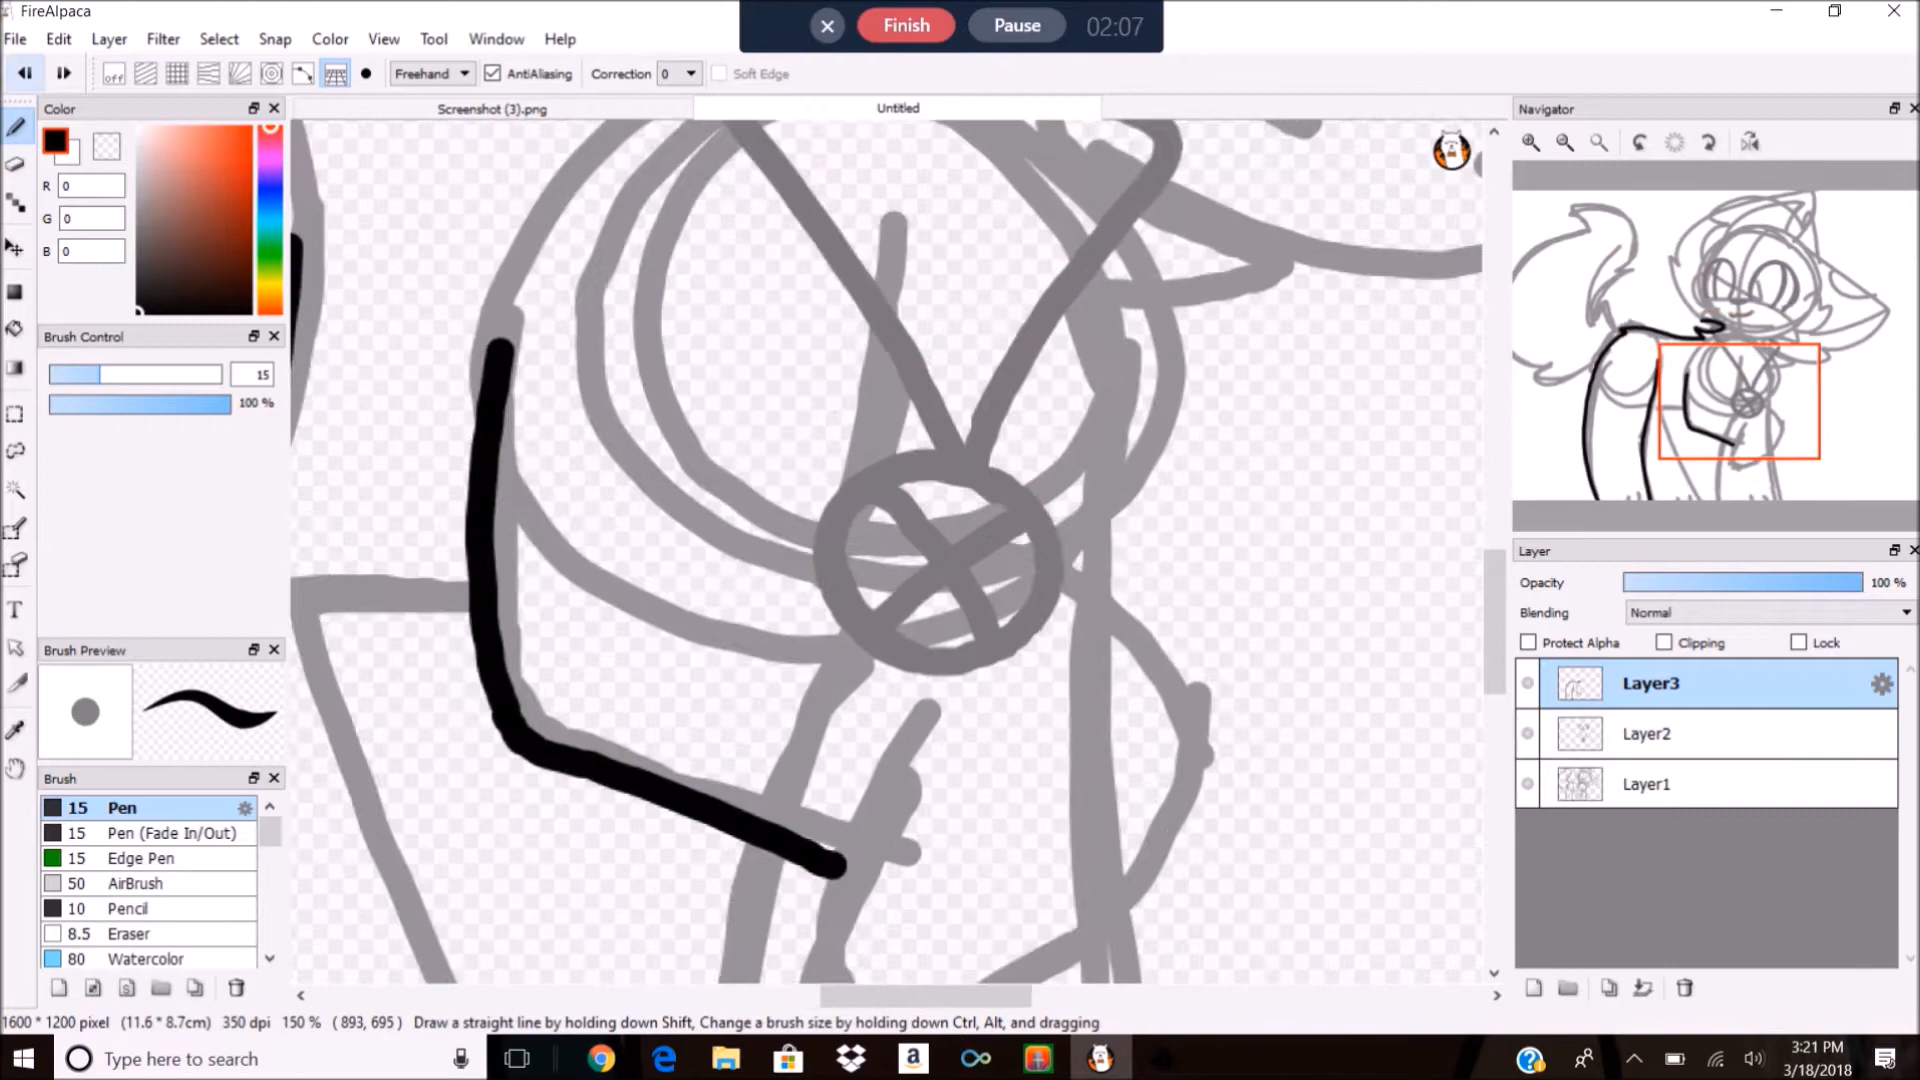 FireAlpaca
Finish Pause 02:07
File Edit Layer Filter Select Snap Color View Tool Window Help
off Freehand AntiAliasing Correction 0 Soft Edge
Color
Screenshot (3).png
Untitled
Navigator
R 0
G 0
B 0
Brush Control
15
100 %
Layer
Opacity 100 %
Blending Normal
Protect Alpha Clipping Lock
Brush Preview
Layer3
Layer2
Layer1
Brush
15 Pen
15 Pen (Fade In/Out)
15 Edge Pen
50 AirBrush
10 Pencil
8.5 Eraser
80 Watercolor
1600 * 1200 pixel (11.6 * 8.7cm) 350 dpi 150 % ( 893, 695 ) Draw a straight line by holding down Shift, Change a brush size by holding down Ctrl, Alt, and dragging
Type here to search
3:21 PM
3/18/2018